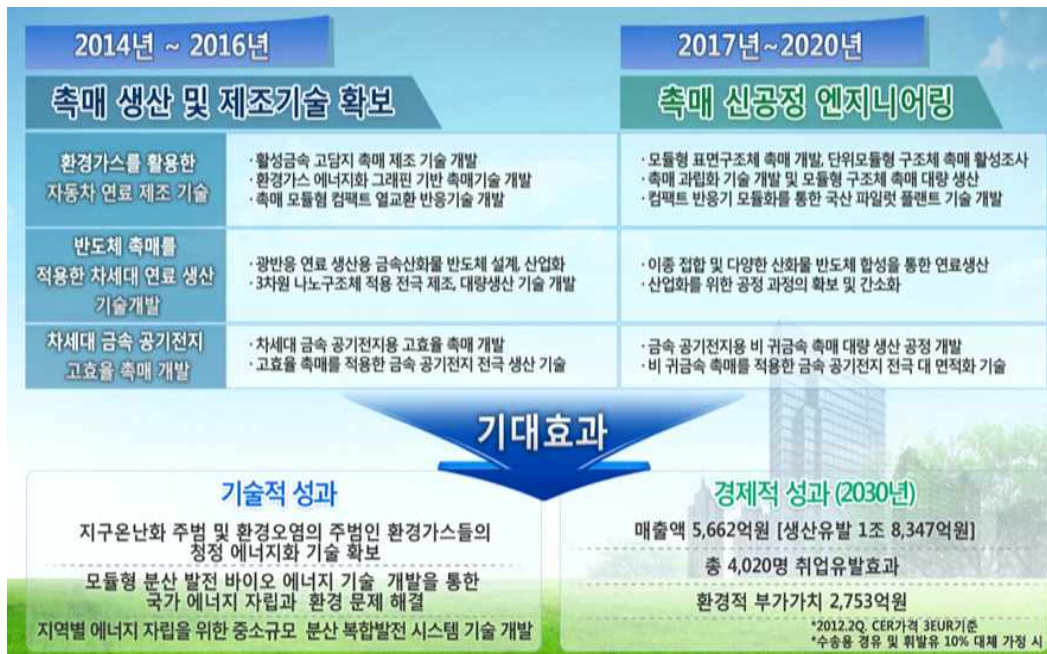 2014년 ~ 2016년
2017년~2020년
촉매 생산 및 제조기술 확보
촉매 신공정 엔지니어링
환경가스를 활용한
자동차 연료 제조 기술
· 활성금속 고담지 촉매 제조 기술 개발
· 환경가스 에너지화 그래핀 기반 촉매기술 개발
· 촉매 모듈형 컴팩트 열교환 반응기술 개발
· 모듈형 표면구조체 촉매 개발, 단위모듈형 구조체 촉매 활성조사
· 촉매 과립화 기술 개발 및 모듈형 구조체 촉매 대량 생산
· 컴팩트 반응기 모듈화를 통한 국산 파일럿 플랜트 기술 개발
반도체 촉매를
적용한 차세대 연료 생산
기술개발
· 광반응 연료 생산용 금속산화물 반도체 설계, 산업화
· 3차원 나노구조체 적용 전극 제조, 대량생산 기술 개발
· 이종 접합 및 다양한 산화물 반도체 합성을 통한 연료생산
· 산업화를 위한 공정 과정의 확보 및 간소화
차세대 금속 공기전지
고효율 촉매 개발
· 차세대 금속 공기전지용 고효율 촉매 개발
· 고효율 촉매를 적용한 금속 공기전지 전극 생산 기술
· 금속 공기전지용 비 귀금속 촉매 대량 생산 공정 개발
· 비 귀금속 촉매를 적용한 금속 공기전지 전극 대 면적화 기술
기대효과
기술적 성과
지구온난화 주범 및 환경오염의 주범인 환경가스들의
청정 에너지화 기술 확보
모듈형 분산 발전 바이오 에너지 기술 개발을 통한
국가 에너지 자립과 환경 문제 해결
지역별 에너지 자립을 위한 중소규모 분산 복합발전 시스템 기술 개발
경제적 성과 (2030년)
매출액 5,662억원 [생산유발 1조 8,347억원]
총 4,020명 취업유발효과
환경적 부가가치 2,753억원
*2012.2Q. CER가격 3EUR기준
*수송용 경유 및 휘발유 10% 대체 가정 시